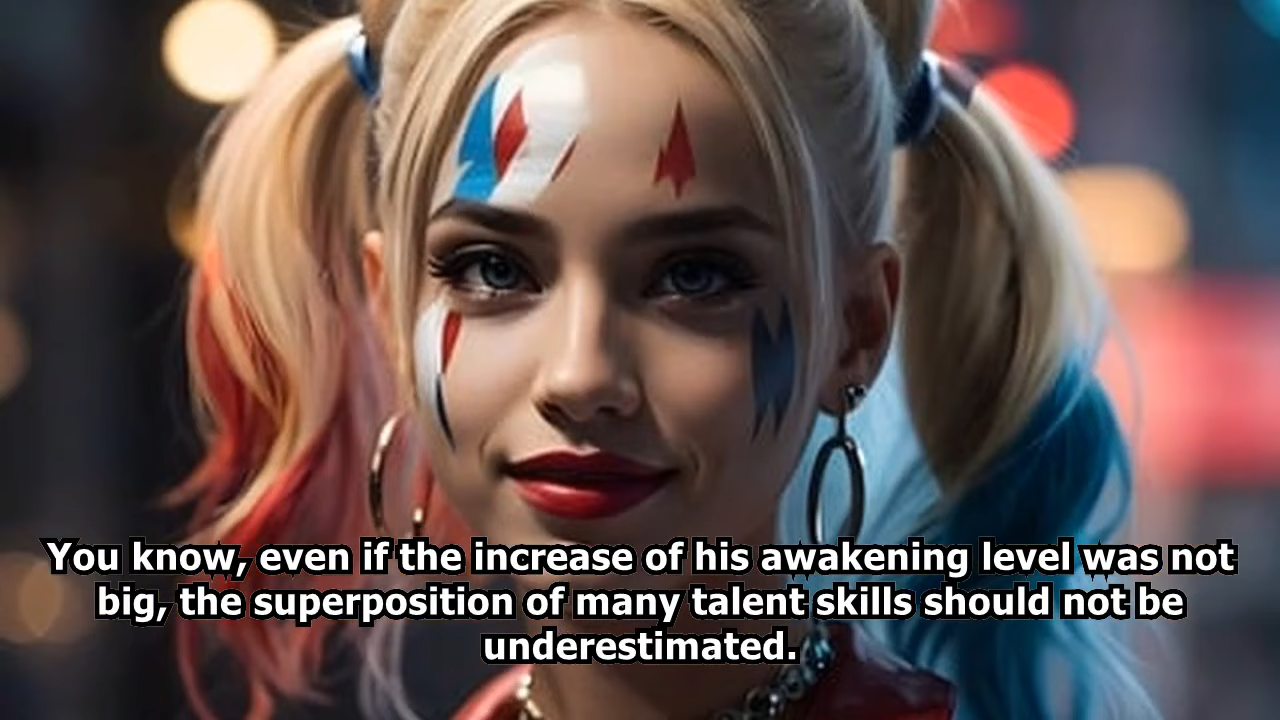 You know, even if the increase of his awakening level was not
big, the superposition of many talent skills should not be
underestimated.